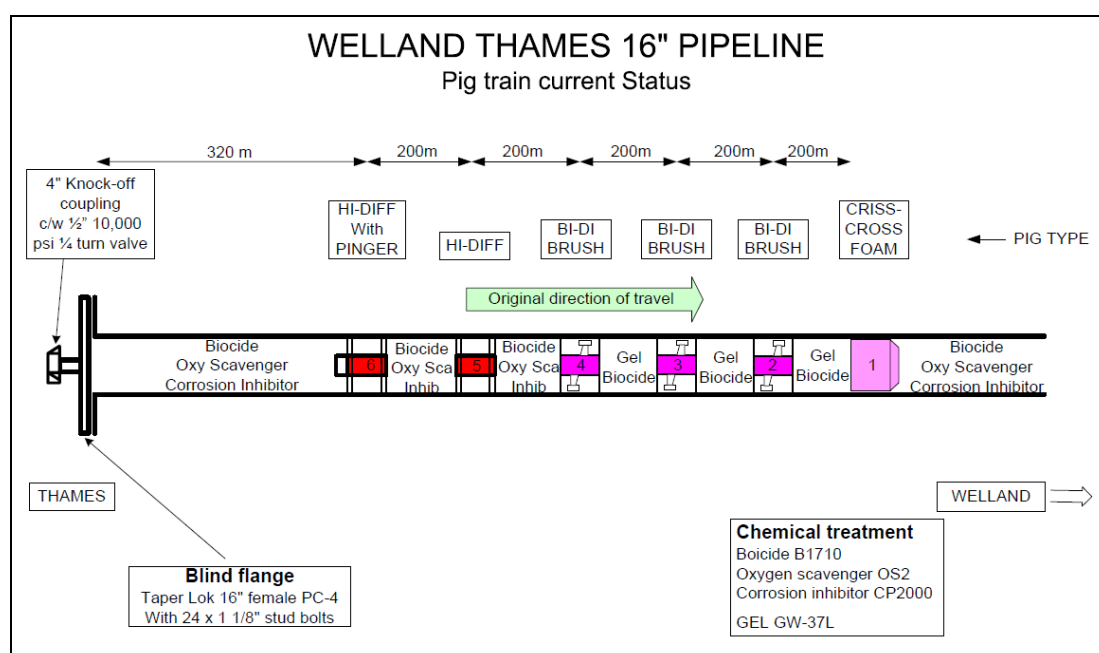 WELLAND THAMES 16" PIPELINE
Pig train current Status
320 m
200m
200m
200m
200m
200m
4" Knock-off
coupling
c/w ½" 10,000
psi ¼ turn valve
HI-DIFF
With
PINGER
HI-DIFF
BI-DI
BRUSH
BI-DI
BRUSH
BI-DI
BRUSH
CRISS-
CROSS
FOAM
PIG TYPE
Original direction of travel
Biocide
Oxy Scavenger
Corrosion Inhibitor
6
Biocide
Oxy Sca
Inhib
5
Biocide
Oxy Sca
Inhib
4
Gel
Biocide
3
Gel
Biocide
2
Gel
Biocide
1
Biocide
Oxy Scavenger
Corrosion Inhibitor
THAMES
WELLAND
Blind flange
Taper Lok 16" female PC-4
With 24 x 1 1/8" stud bolts
Chemical treatment
Boicide B1710
Oxygen scavenger OS2
Corrosion inhibitor CP2000
GEL GW-37L